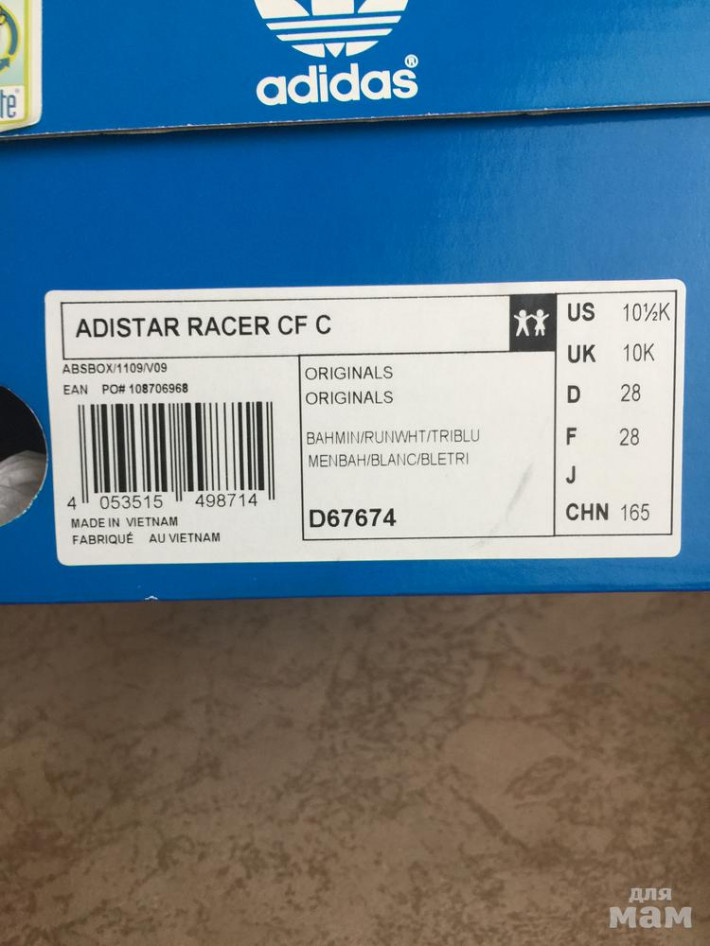 te®
adidas®
ADISTAR RACER CF C
ABSBOX/1109/V09
EAN PO# 108706968
4 053515 498714
MADE IN VIETNAM
FABRIQUÉ AU VIETNAM
ORIGINALS
ORIGINALS
BAHMIN/RUNWHT/TRIBLU
MENBAH/BLANC/BLETRI
D67674
US 10½K
UK 10K
D 28
F 28
J
CHN 165
для
мам